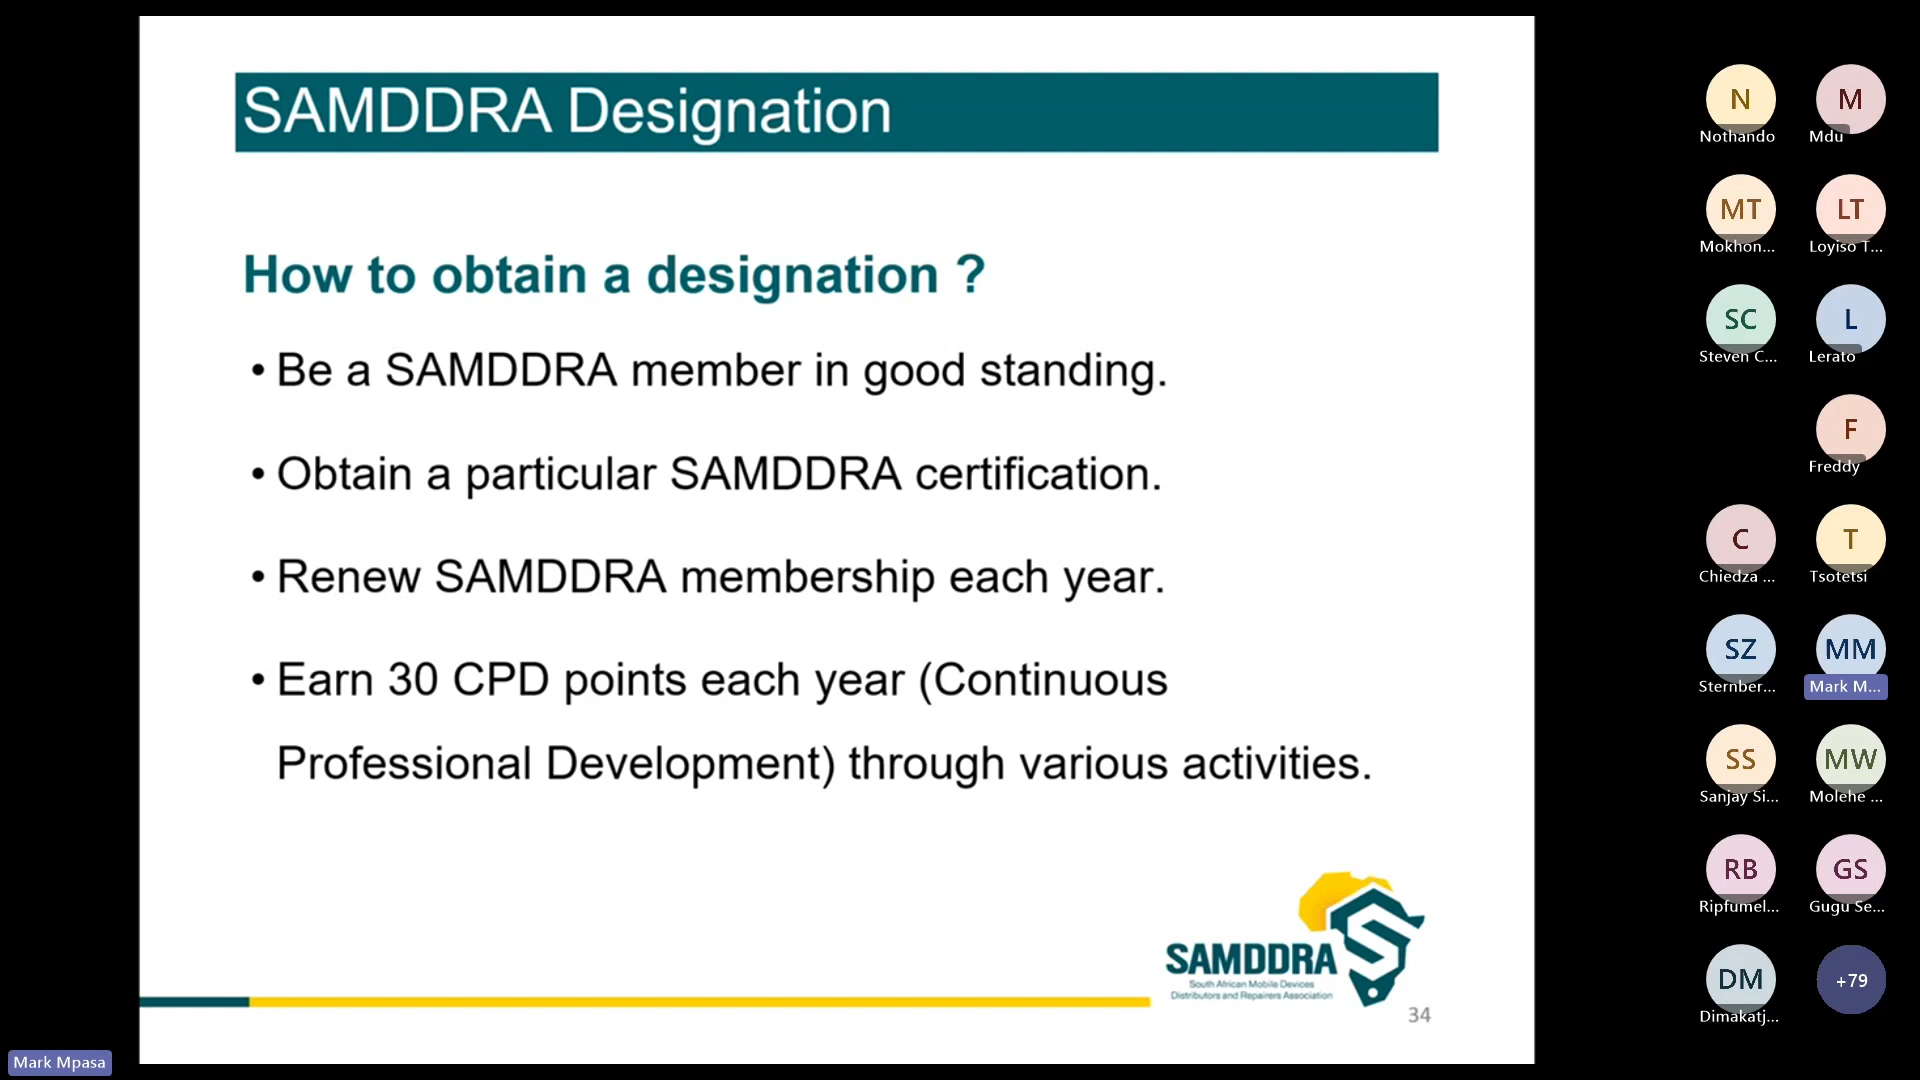 SAMDDRA Designation
How to obtain a designation ?
• Be a SAMDDRA member in good standing.
• Obtain a particular SAMDDRA certification.
• Renew SAMDDRA membership each year.
• Earn 30 CPD points each year (Continuous
Professional Development) through various activities.
SAMDDRA
South African Mobile Devices
Distributors and Repairers Association
34
Mark Mpasa
N
Nothando
M
Mdu
MT
Mokhon...
LT
Loyiso T...
SC
Steven C...
L
Lerato
F
Freddy
C
Chiedza ...
T
Tsotetsi
SZ
Sternber...
MM
Mark M...
SS
Sanjay Si...
MW
Molehe ...
RB
Ripfumel...
GS
Gugu Se...
DM
Dimakatj...
+79